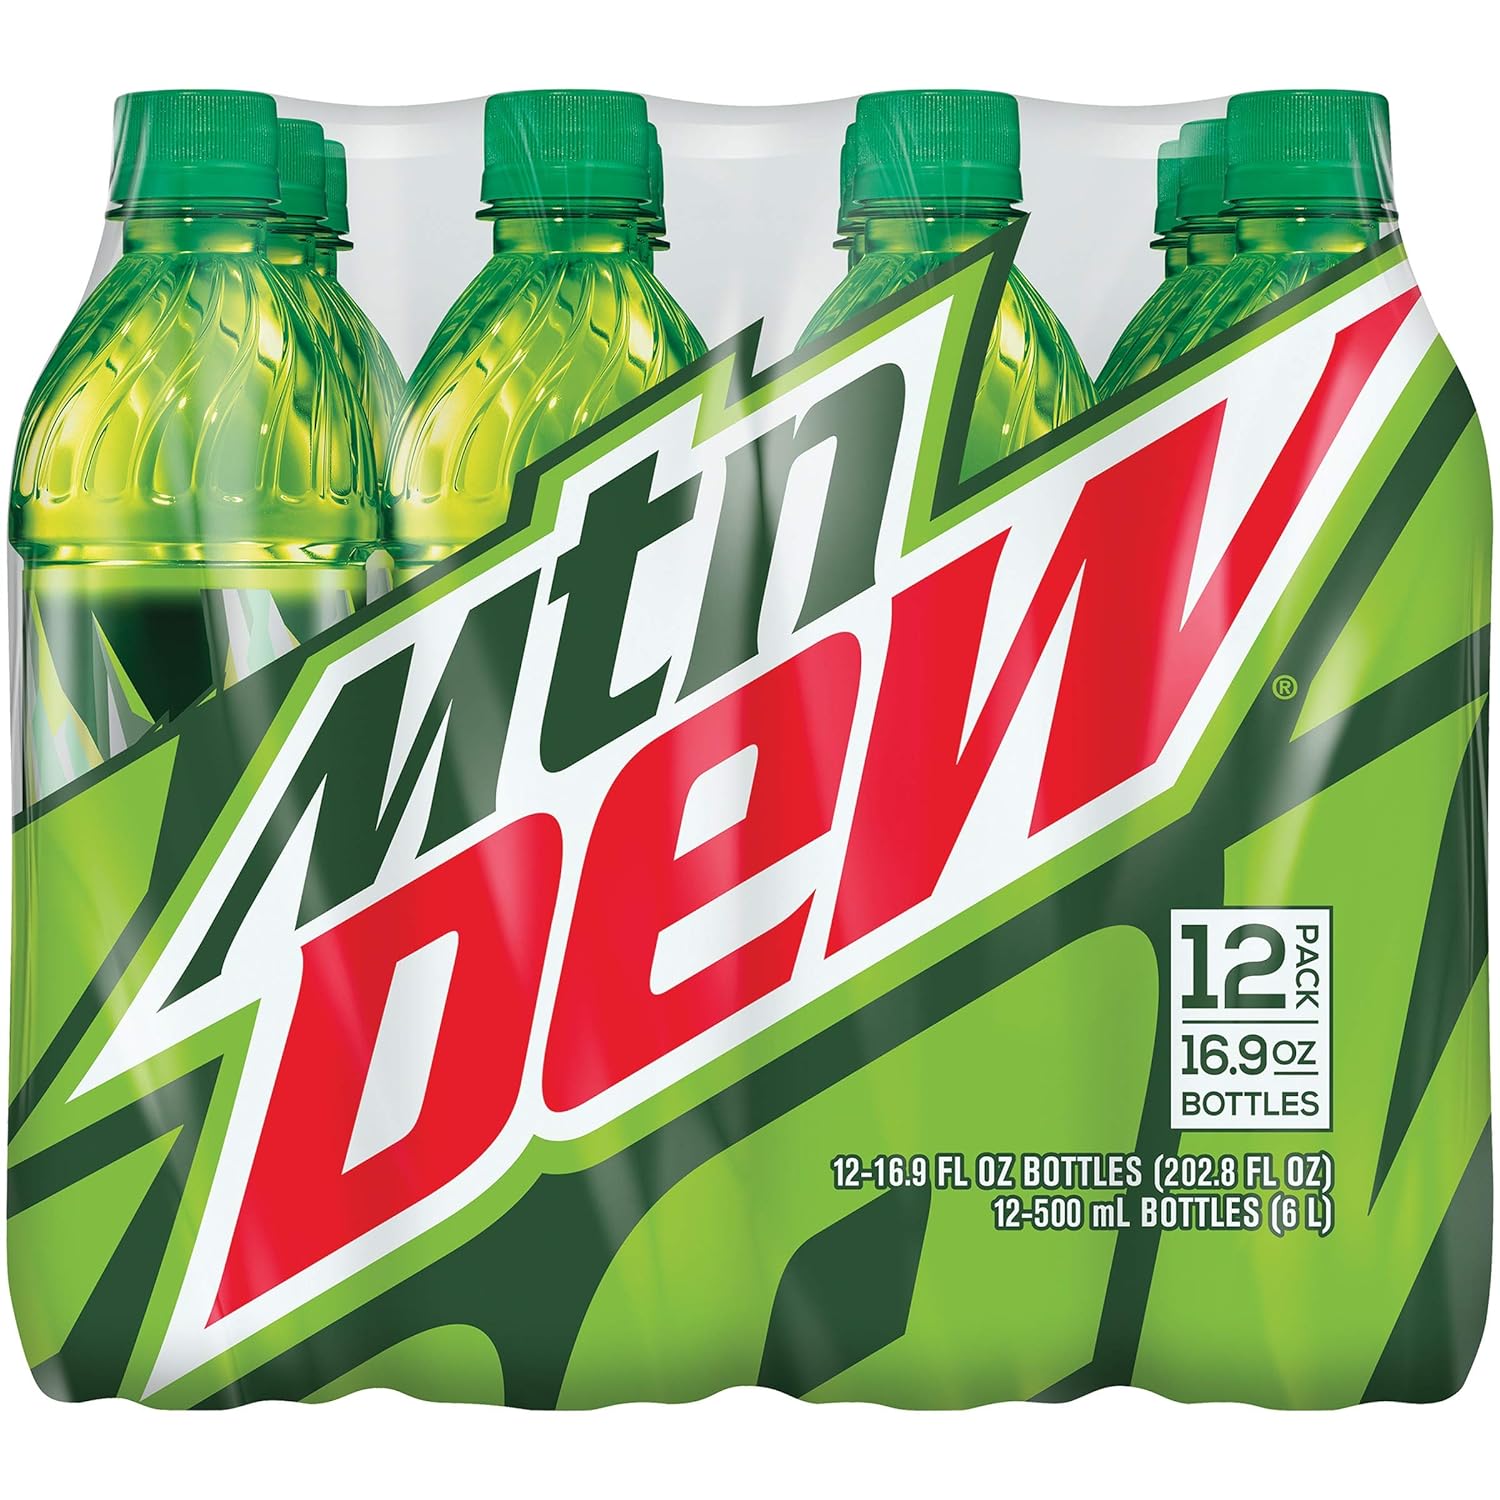 Mtn
Dew®
12 PACK
16.9 OZ
BOTTLES
12-16.9 FL OZ BOTTLES (202.8 FL OZ)
12-500 mL BOTTLES (6 L)